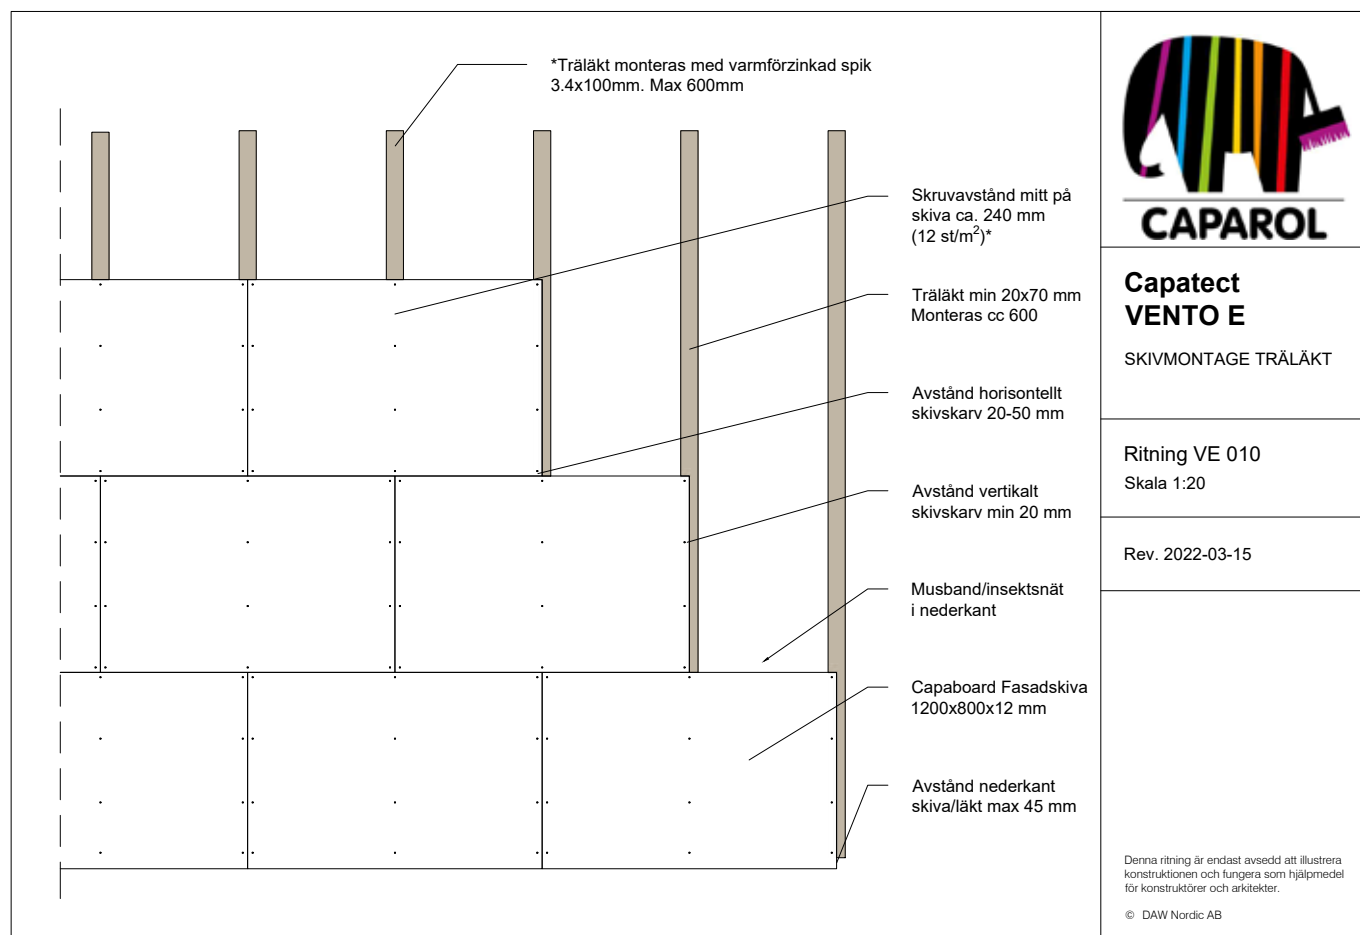 *Träläkt monteras med varmförzinkad spik
3.4x100mm. Max 600mm
Skruvavstånd mitt på
skiva ca. 240 mm
(12 st/m²)*
Träläkt min 20x70 mm
Monteras cc 600
Avstånd horisontellt
skivskarv 20-50 mm
Avstånd vertikalt
skivskarv min 20 mm
Musband/insektsnät
i nederkant
Capaboard Fasadskiva
1200x800x12 mm
Avstånd nederkant
skiva/läkt max 45 mm
CAPAROL
Capatect
VENTO E
SKIVMONTAGE TRÄLÄKT
Ritning VE 010
Skala 1:20
Rev. 2022-03-15
Denna ritning är endast avsedd att illustrera
konstruktionen och fungera som hjälpmedel
för konstruktörer och arkitekter.
© DAW Nordic AB